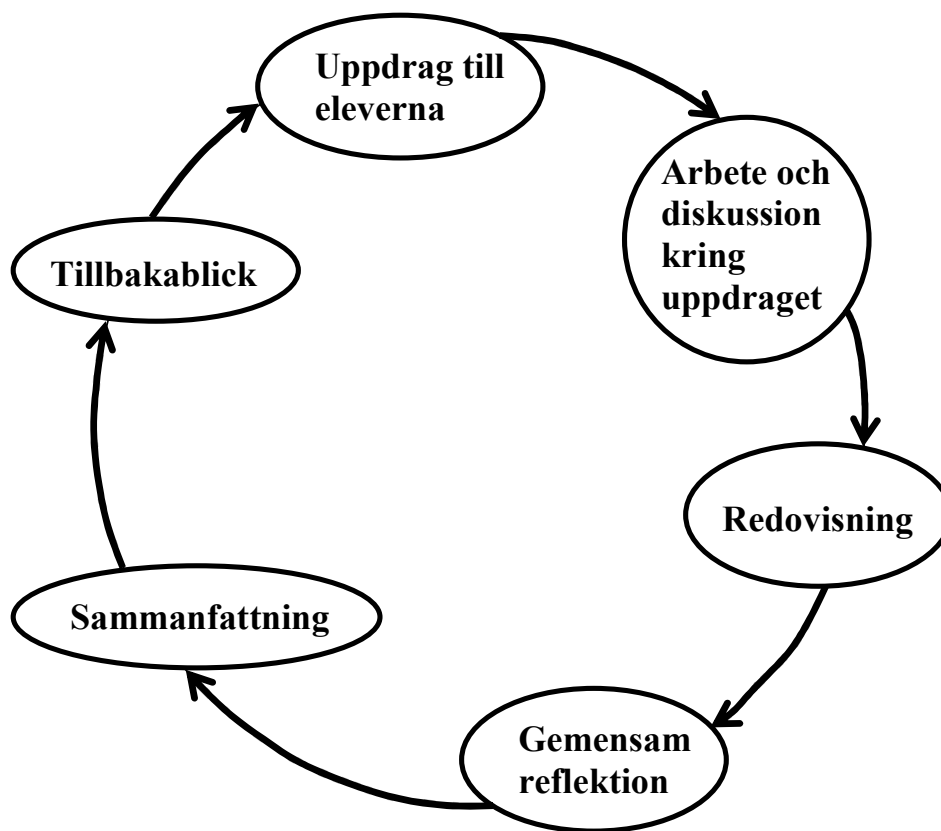 Uppdrag till
eleverna
Arbete och
diskussion
kring
uppdraget
Redovisning
Gemensam
reflektion
Sammanfattning
Tillbakablick